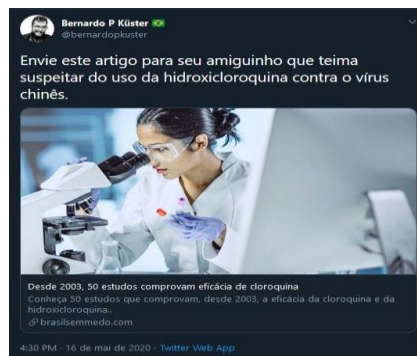 Bernardo P Küster
@bernardopkuster
Envie este artigo para seu amiguinho que teima
suspeitar do uso da hidroxicloroquina contra o vírus
chinês.
Desde 2003, 50 estudos comprovam eficácia de cloroquina
Conheça 50 estudos que comprovam, desde 2003, a eficácia da cloroquina e da
hidroxicloroquina..
brasilsemmedo.com
4:30 PM · 16 de mai de 2020 · Twitter Web App